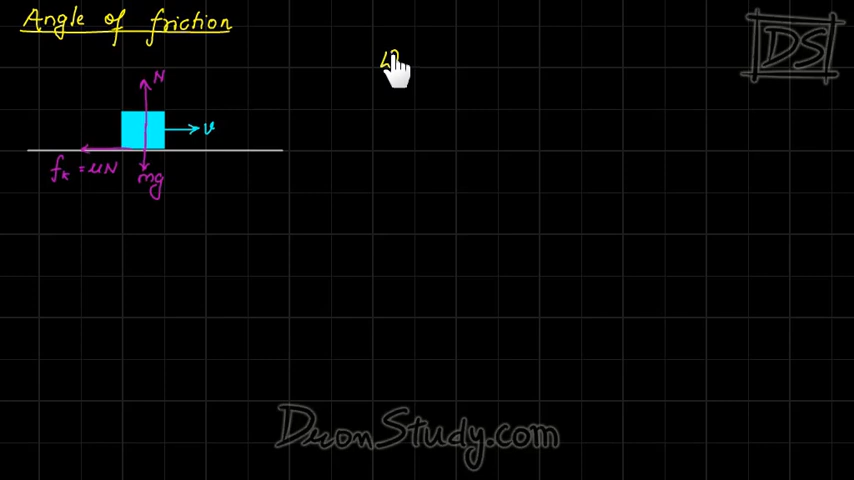 Angle of friction
DS
N
v
fₖ = μN
mg
DronStudy.com